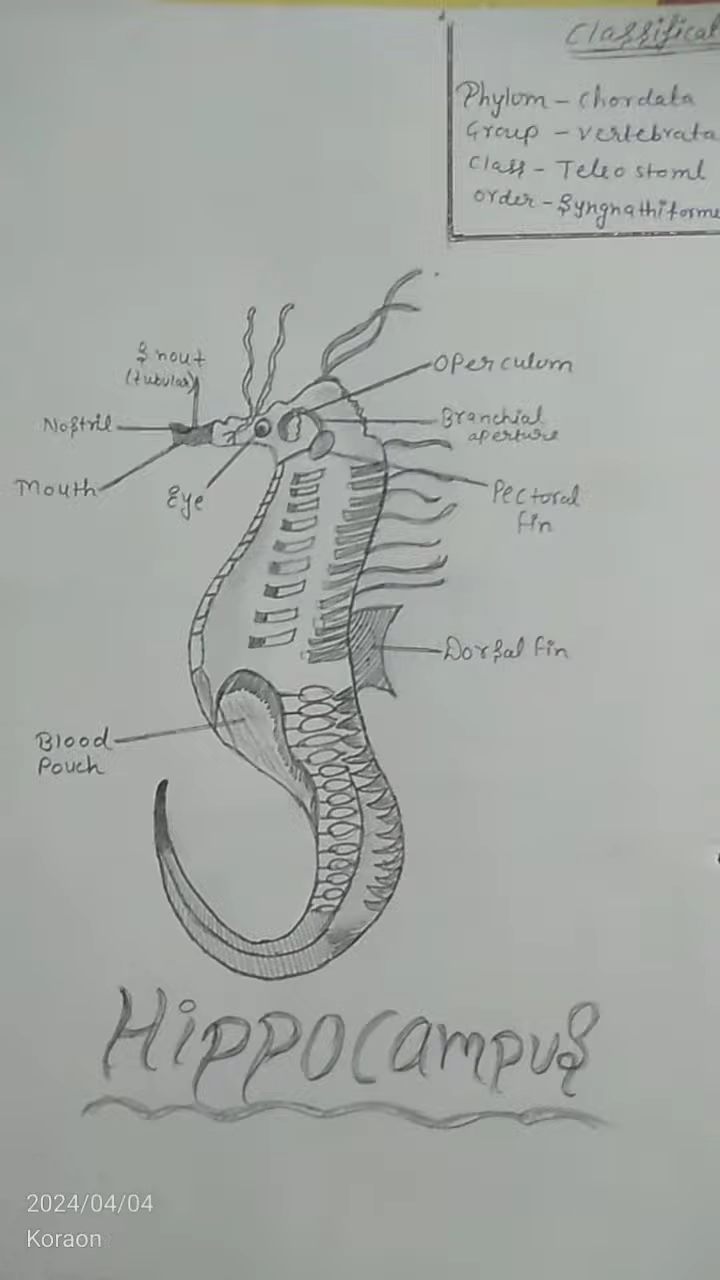 Classificat
Phylum - Chordata
Group - Vertebrata
Class - Teleostomi
Order - Syngnathiforme
Snout
(tubular)
Operculum
Nostril
Branchial
aperture
Mouth
Eye
Pectoral
fin
Dorsal fin
Blood
Pouch
Hippocampus
2024/04/04
Koraon